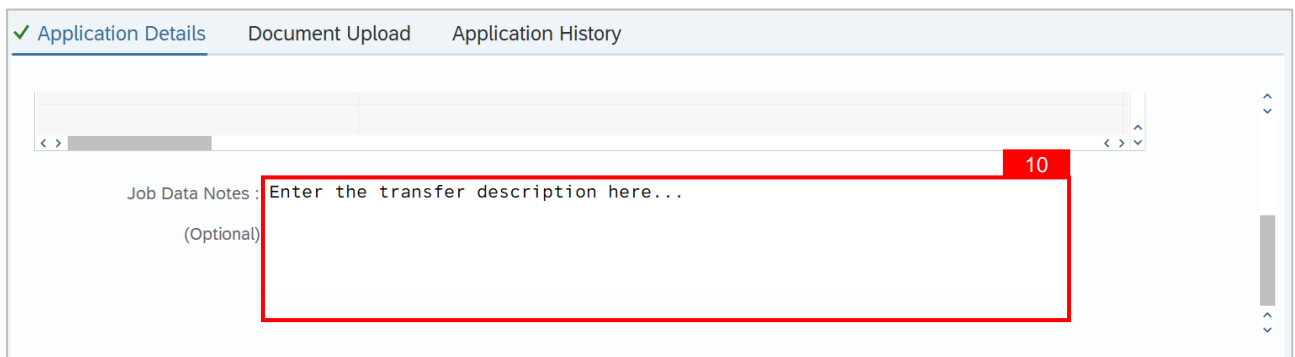 Application Details Document Upload Application History
10
Job Data Notes : Enter the transfer description here...
(Optional)